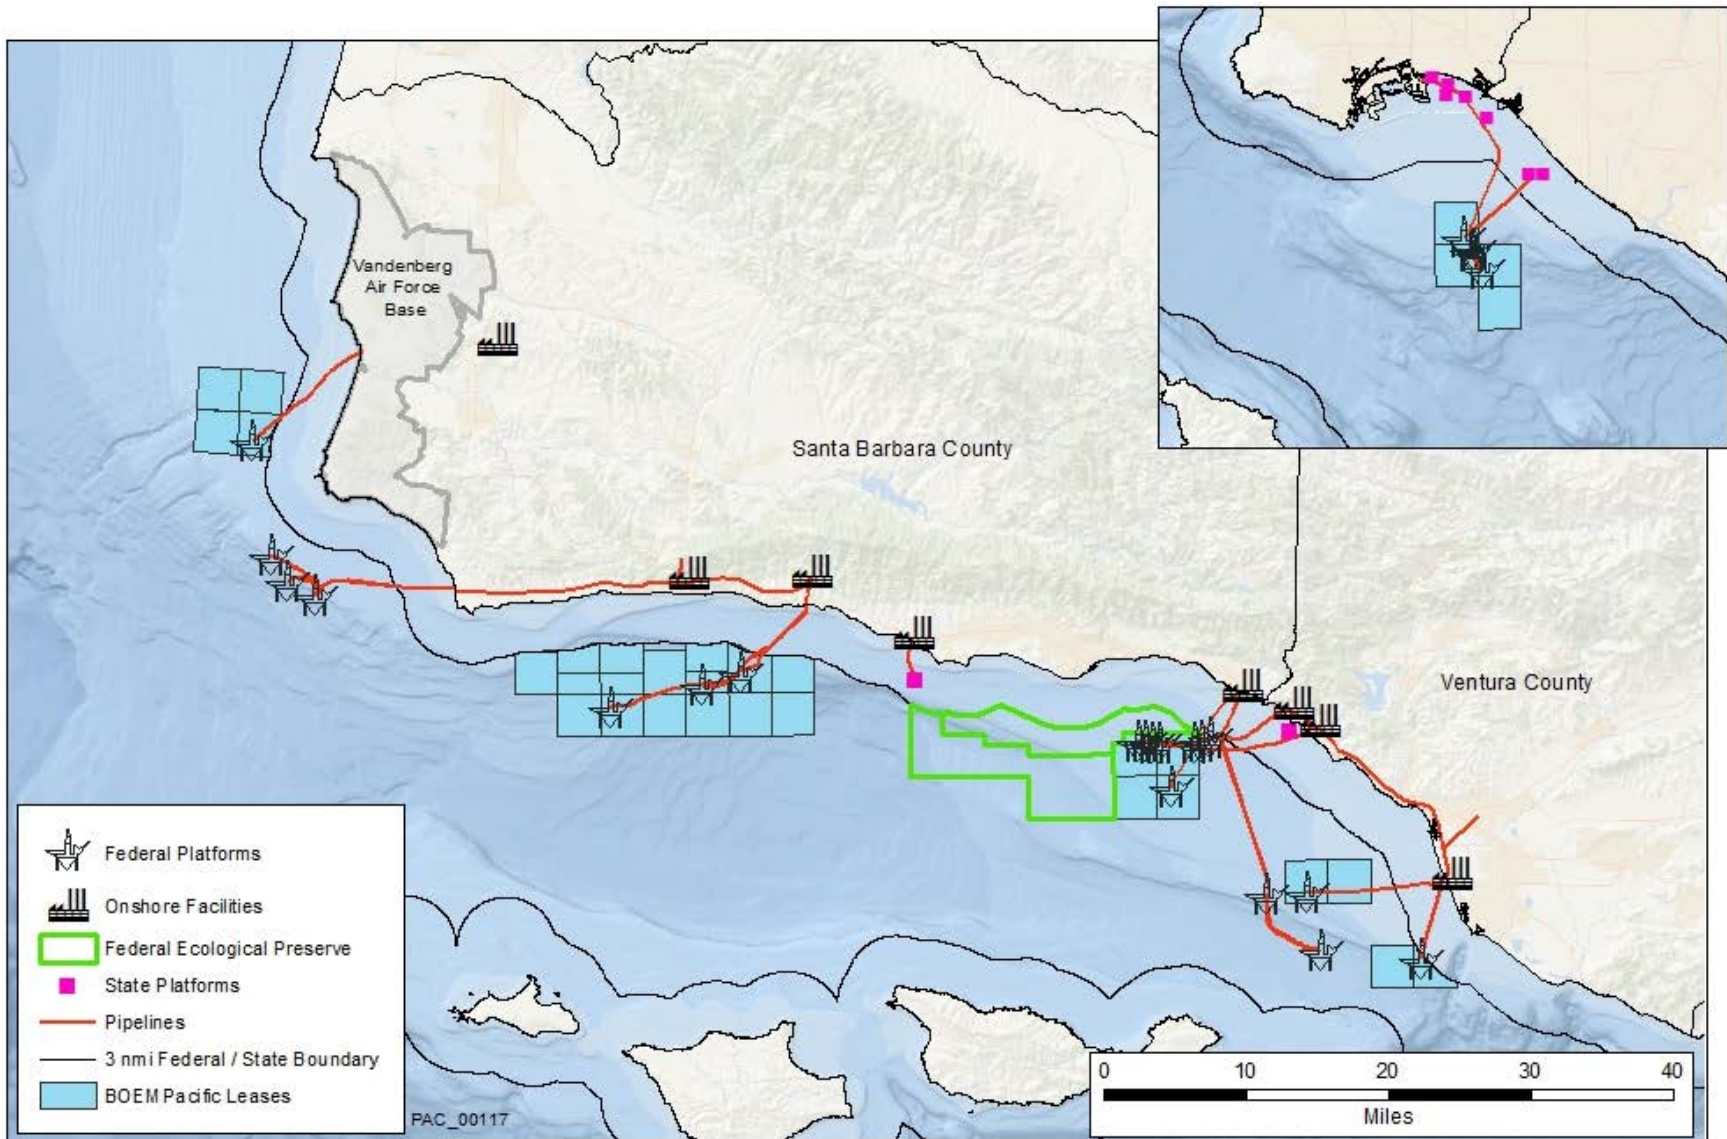 Vandenberg
Air Force
Base
Santa Barbara County
Ventura County
Federal Platforms
Onshore Facilities
Federal Ecological Preserve
State Platforms
Pipelines
3 nmi Federal / State Boundary
BOEM Pacific Leases
PAC_00117
0 10 20 30 40
Miles